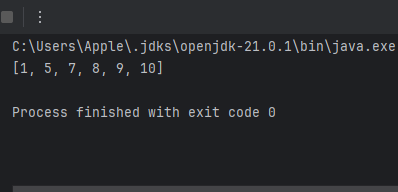 C:\Users\Apple\.jdks\openjdk-21.0.1\bin\java.exe
[1, 5, 7, 8, 9, 10]
Process finished with exit code 0